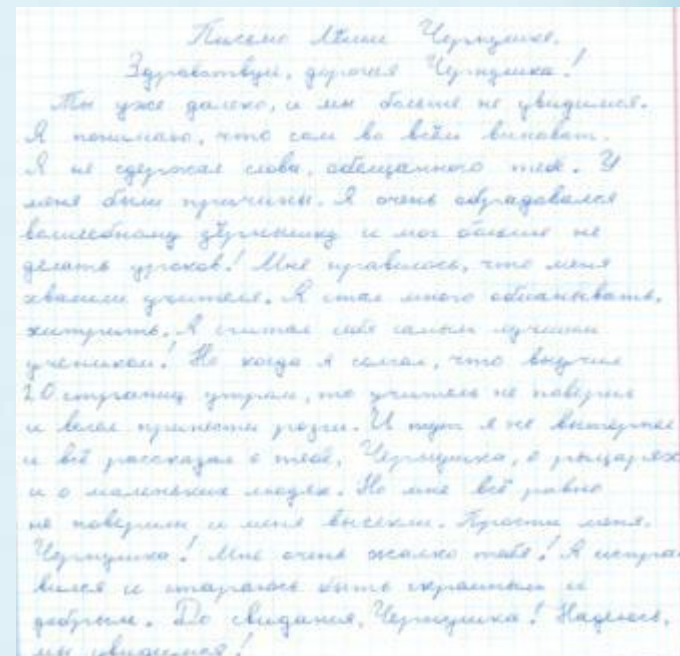 Письмо Алёши Чернушке.
Здравствуй, дорогая Чернушка!
Ты уже далеко, и мы больше не увидимся.
Я понимаю, что сам во всём виноват.
Я не сдержал слова, обещанного тебе. У
меня были причины. Я очень обрадовался
волшебному зёрнышку и мог больше не
делать уроков! Мне нравилось, что меня
хвалили учителя. Я стал много обманывать,
хитрить. Я считал себя самым лучшим
учеником! Но когда я солгал, что выучил
20 страниц утром, то учитель не поверил
и велел принести розги. И тут я не вытерпел
и всё рассказал о тебе, Чернушка, о рыцарях
и о маленьких людях. Но мне всё равно
не поверили и меня высекли. Прости меня,
Чернушка! Мне очень жалко тебя! Я испра-
вился и стараюсь быть скромным и
добрым. До свидания, Чернушка! Надеюсь,
мы увидимся!